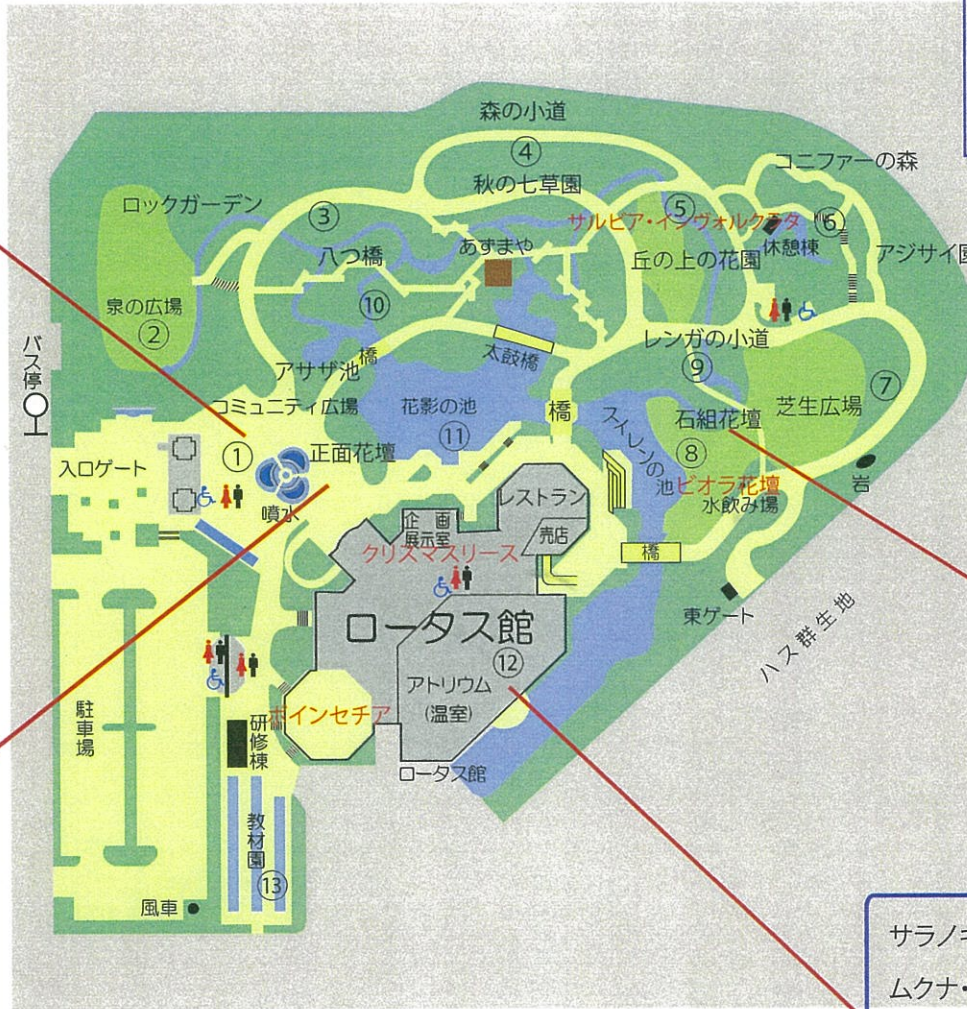 森の小道
④
コニファーの森
秋の七草園
ロックガーデン
③
サルビア・インヴォルクラタ
⑤
⑥
八つ橋
あずまや
休憩棟
丘の上の花園
アジサイ園
泉の広場
②
⑩
太鼓橋
レンガの小道
⑨
バス停
アサザ池
橋
コミュニティ広場
花影の池
⑪
橋
スイレンの池
石組花壇
芝生広場
⑦
入口ゲート
①
正面花壇
噴水
⑧
ビオラ花壇
水飲み場
岩
レストラン
売店
企画
展示室
クリスマスリース
橋
東ゲート
ハス群生地
ロータス館
⑫
アトリウム
(温室)
ポインセチア
駐車場
研修棟
ロータス館
教材園
⑬
風車
サラノキ
ムクナ・